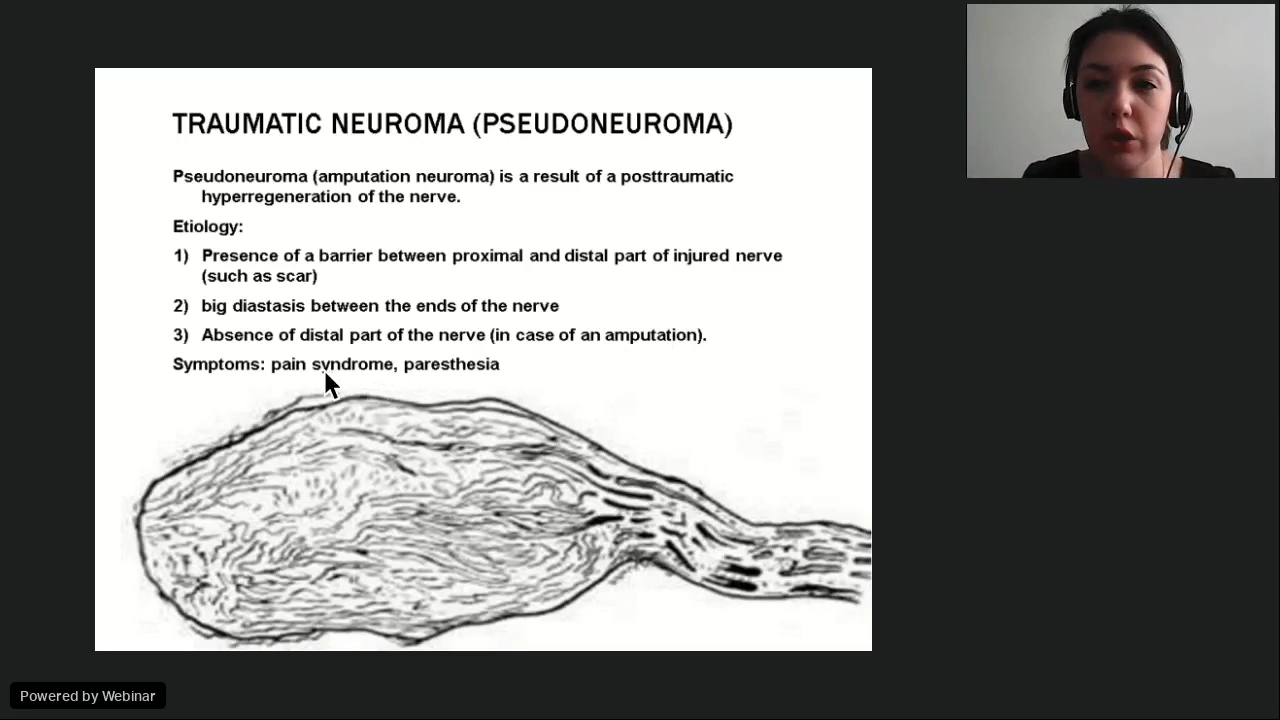 TRAUMATIC NEUROMA (PSEUDONEUROMA)
Pseudoneuroma (amputation neuroma) is a result of a posttraumatic
hyperregeneration of the nerve.
Etiology:
1) Presence of a barrier between proximal and distal part of injured nerve
(such as scar)
2) big diastasis between the ends of the nerve
3) Absence of distal part of the nerve (in case of an amputation).
Symptoms: pain syndrome, paresthesia
Powered by Webinar